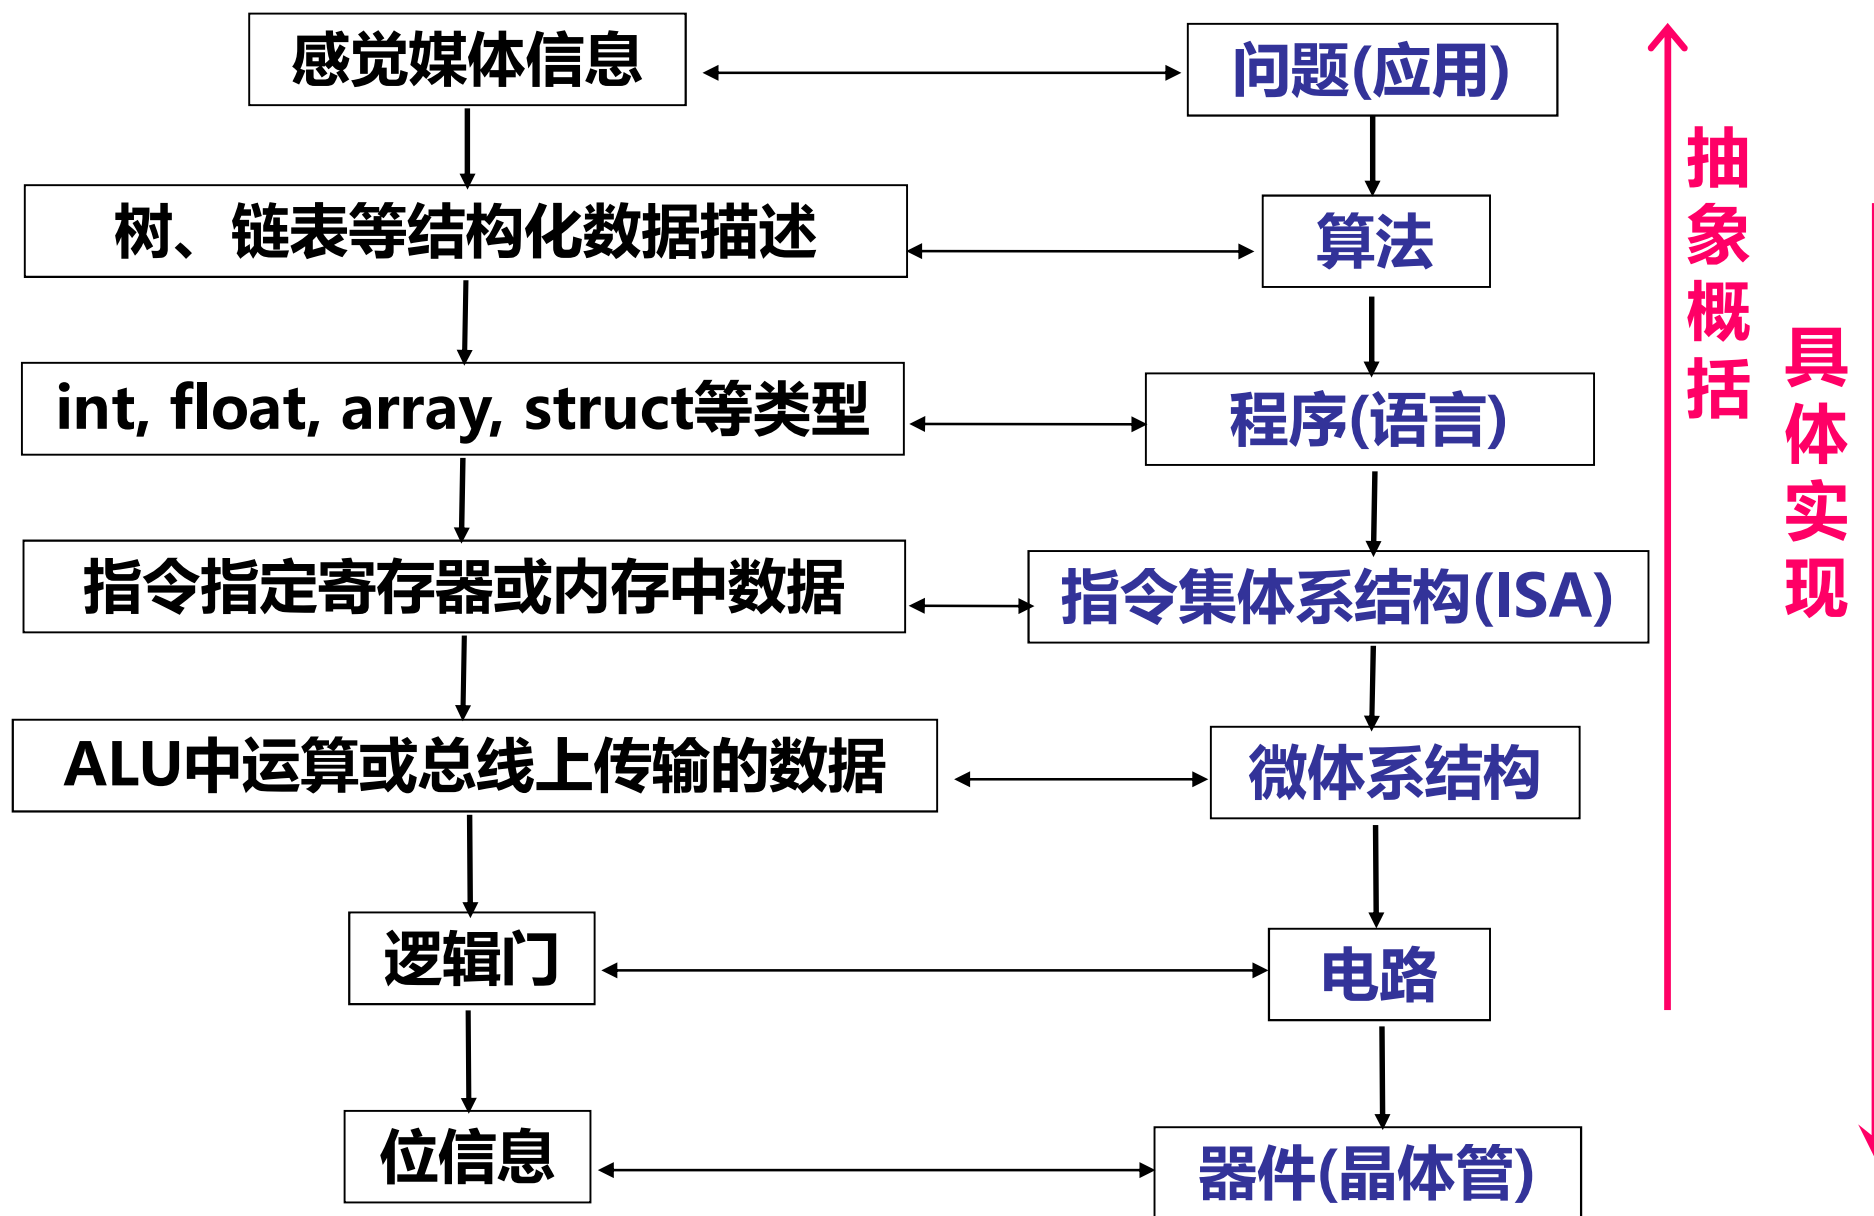 感觉媒体信息
问题(应用)
树、链表等结构化数据描述
算法
int, float, array, struct等类型
程序(语言)
指令指定寄存器或内存中数据
指令集体系结构(ISA)
ALU中运算或总线上传输的数据
微体系结构
逻辑门
电路
位信息
器件(晶体管)
抽象概括
具体实现